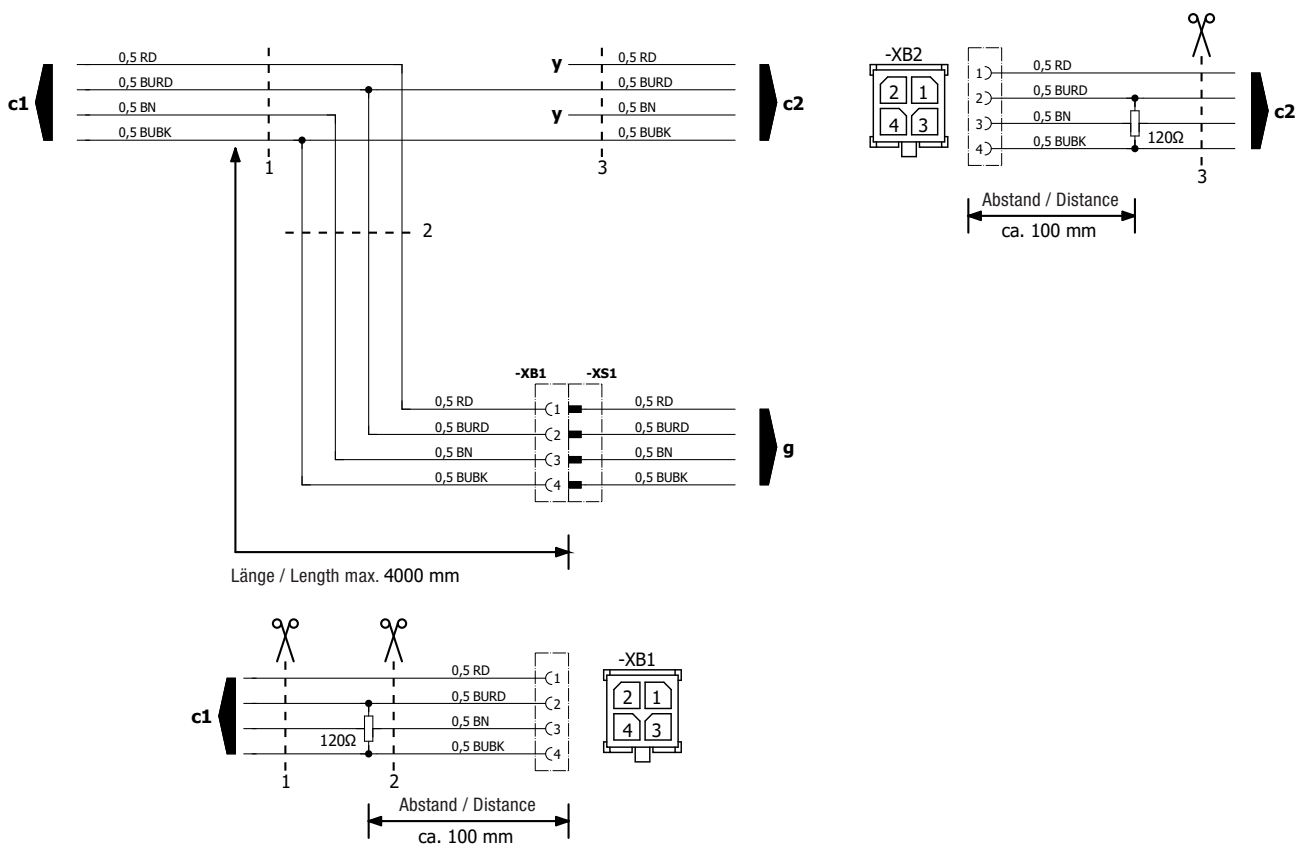 0,5 RD
0,5 BURD
0,5 BN
0,5 BUBK
c1
1
y
y
0,5 RD
0,5 BURD
0,5 BN
0,5 BUBK
3
c2
-XB2
2 1
4 3
1
2
3
4
0,5 RD
0,5 BURD
0,5 BN
0,5 BUBK
120Ω
3
c2
Abstand / Distance
ca. 100 mm
2
-XB1 -XS1
0,5 RD 1 0,5 RD
0,5 BURD 2 0,5 BURD
0,5 BN 3 0,5 BN
0,5 BUBK 4 0,5 BUBK
g
Länge / Length max. 4000 mm
c1
120Ω
1 2
0,5 RD 1
0,5 BURD 2
0,5 BN 3
0,5 BUBK 4
-XB1
2 1
4 3
Abstand / Distance
ca. 100 mm